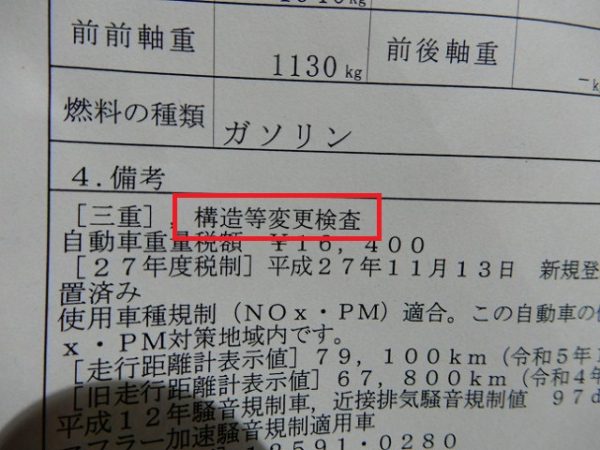 前前軸重 1130kg 前後軸重 -k
燃料の種類 ガソリン
4.備考
[三重], 構造等変更検査
自動車重量税額 ¥16,400
[27年度税制]平成27年11月13日 新規登
置済み
使用車種規制(NOx・PM)適合。この自動車の
x・PM対策地域内です。
[走行距離計表示値]79,100km(令和5年1
[旧走行距離計表示値]67,800km(令和4年
平成12年騒音規制車,近接排気騒音規制値 97d
マフラー加速騒音規制適用車
12591・0280